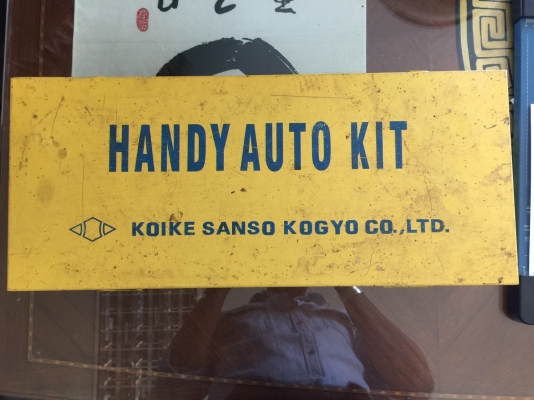 HANDY AUTO KIT
KOIKE SANSO KOGYO CO.,LTD.